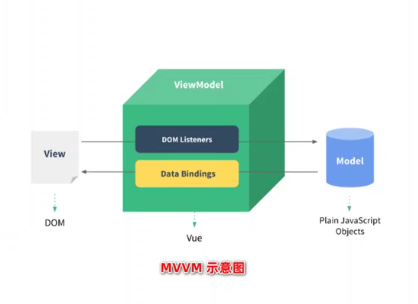 ViewModel
DOM Listeners
View
Data Bindings
Model
DOM
Vue
Plain JavaScript
Objects
MVVM 示意图